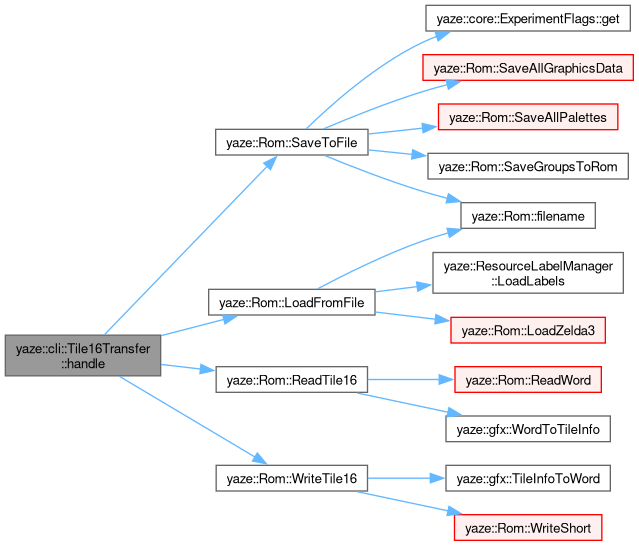 yaze::core::ExperimentFlags::get
yaze::Rom::SaveAllGraphicsData
yaze::Rom::SaveAllPalettes
yaze::Rom::SaveToFile
yaze::Rom::SaveGroupsToRom
yaze::Rom::filename
yaze::ResourceLabelManager
::LoadLabels
yaze::Rom::LoadFromFile
yaze::Rom::LoadZelda3
yaze::cli::Tile16Transfer
::handle
yaze::Rom::ReadTile16
yaze::Rom::ReadWord
yaze::gfx::WordToTileInfo
yaze::Rom::WriteTile16
yaze::gfx::TileInfoToWord
yaze::Rom::WriteShort